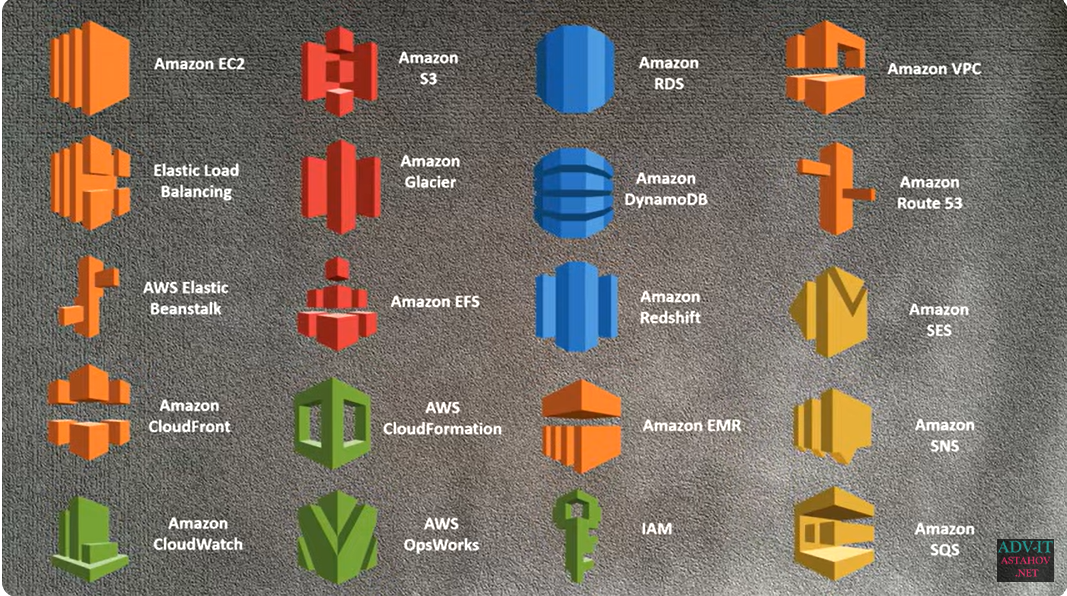 Amazon EC2
Amazon
S3
Amazon
RDS
Amazon VPC
Elastic Load
Balancing
Amazon
Glacier
Amazon
DynamoDB
Amazon
Route 53
AWS Elastic
Beanstalk
Amazon EFS
Amazon
Redshift
Amazon
SES
Amazon
CloudFront
AWS
CloudFormation
Amazon EMR
Amazon
SNS
Amazon
CloudWatch
AWS
OpsWorks
IAM
Amazon
SQS
ADV-IT
ASTAHOV
.NET